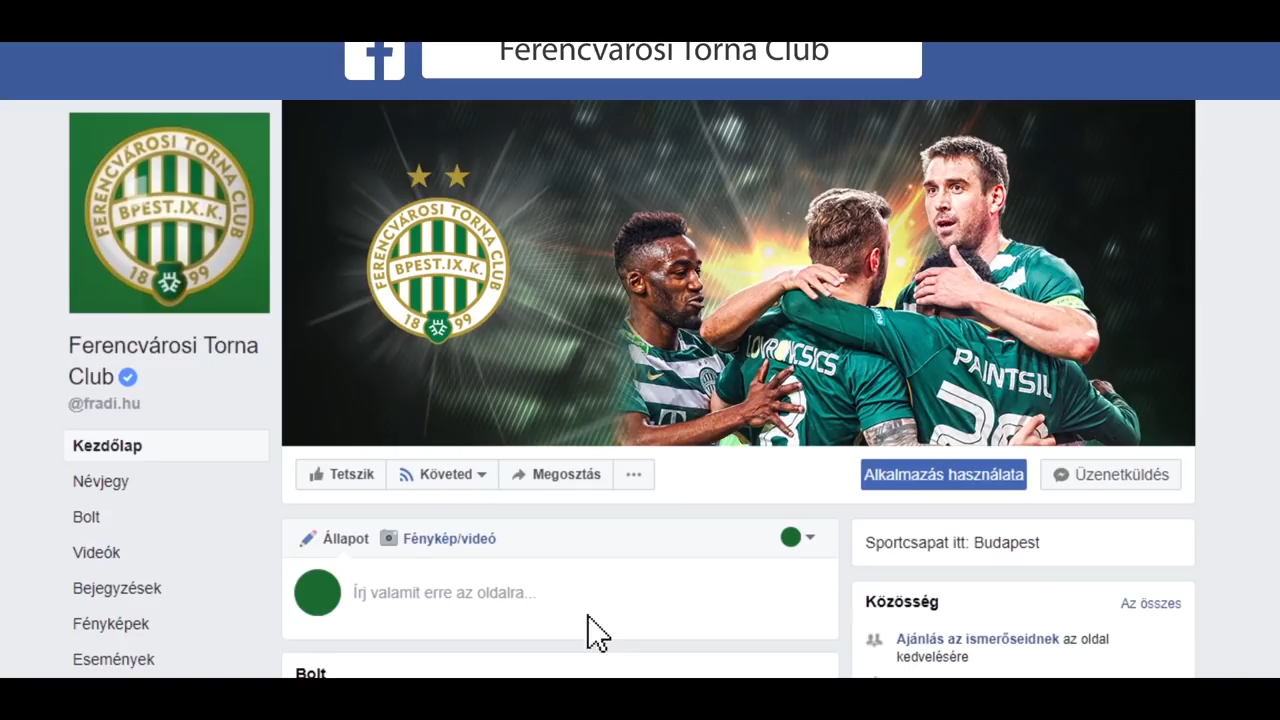 Ferencvárosi Torna Club
FERENCVÁROSI TORNA CLUB
BPEST.IX.K.
18 99
FERENCVÁROSI TORNA CLUB
BPEST.IX.K.
18 99
LOVRENCSICS
8
PAINTSIL
29
Ferencvárosi Torna
Club
@fradi.hu
Kezdőlap
Névjegy
Bolt
Videók
Bejegyzések
Fényképek
Események
Tetszik
Követed
Megosztás
Alkalmazás használata
Üzenetküldés
Állapot
Fénykép/videó
Írj valamit erre az oldalra...
Bolt
Sportcsapat itt: Budapest
Közösség
Az összes
Ajánlás az ismerőseidnek az oldal
kedvelésére